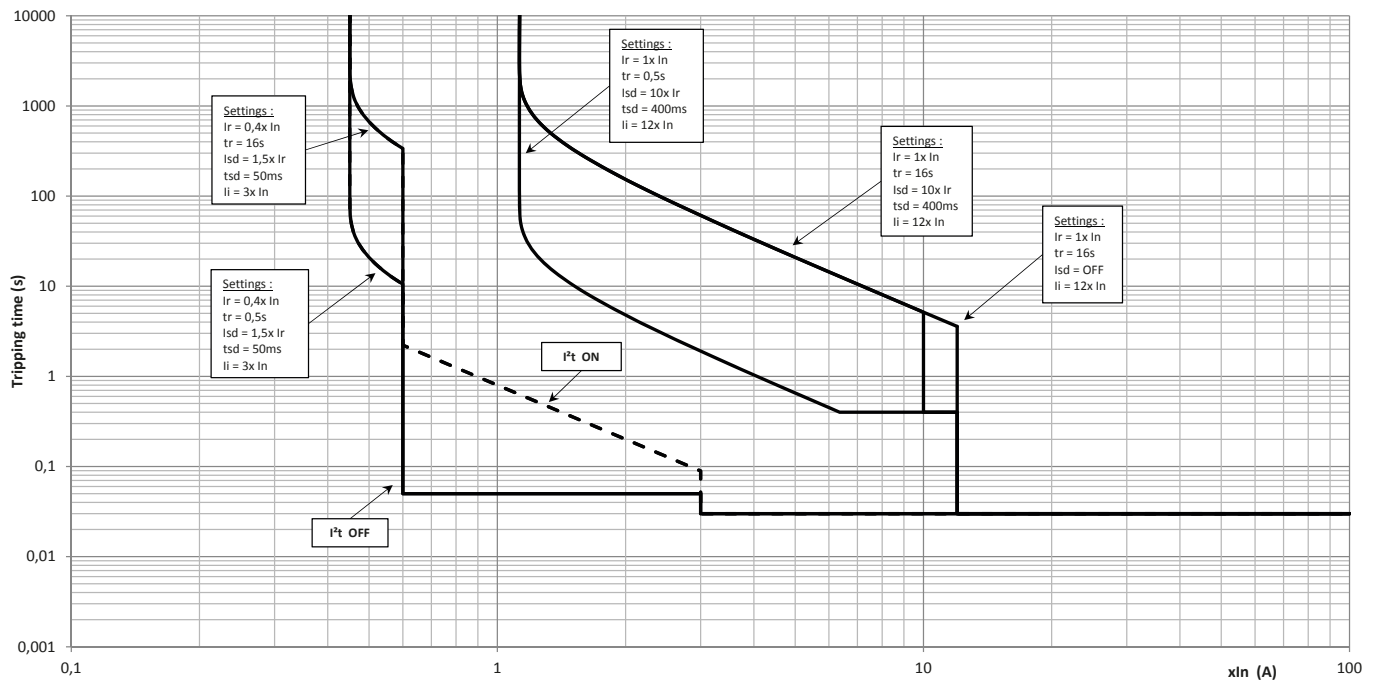 10000
1000
100
10
1
0,1
0,01
0,001
Tripping time (s)
0,1
1
10
100
xIn (A)
Settings :
Ir = 0,4x In
tr = 16s
Isd = 1,5x Ir
tsd = 50ms
Ii = 3x In
Settings :
Ir = 0,4x In
tr = 0,5s
Isd = 1,5x Ir
tsd = 50ms
Ii = 3x In
Settings :
Ir = 1x In
tr = 0,5s
Isd = 10x Ir
tsd = 400ms
Ii = 12x In
Settings :
Ir = 1x In
tr = 16s
Isd = 10x Ir
tsd = 400ms
Ii = 12x In
Settings :
Ir = 1x In
tr = 16s
Isd = OFF
Ii = 12x In
I²t ON
I²t OFF